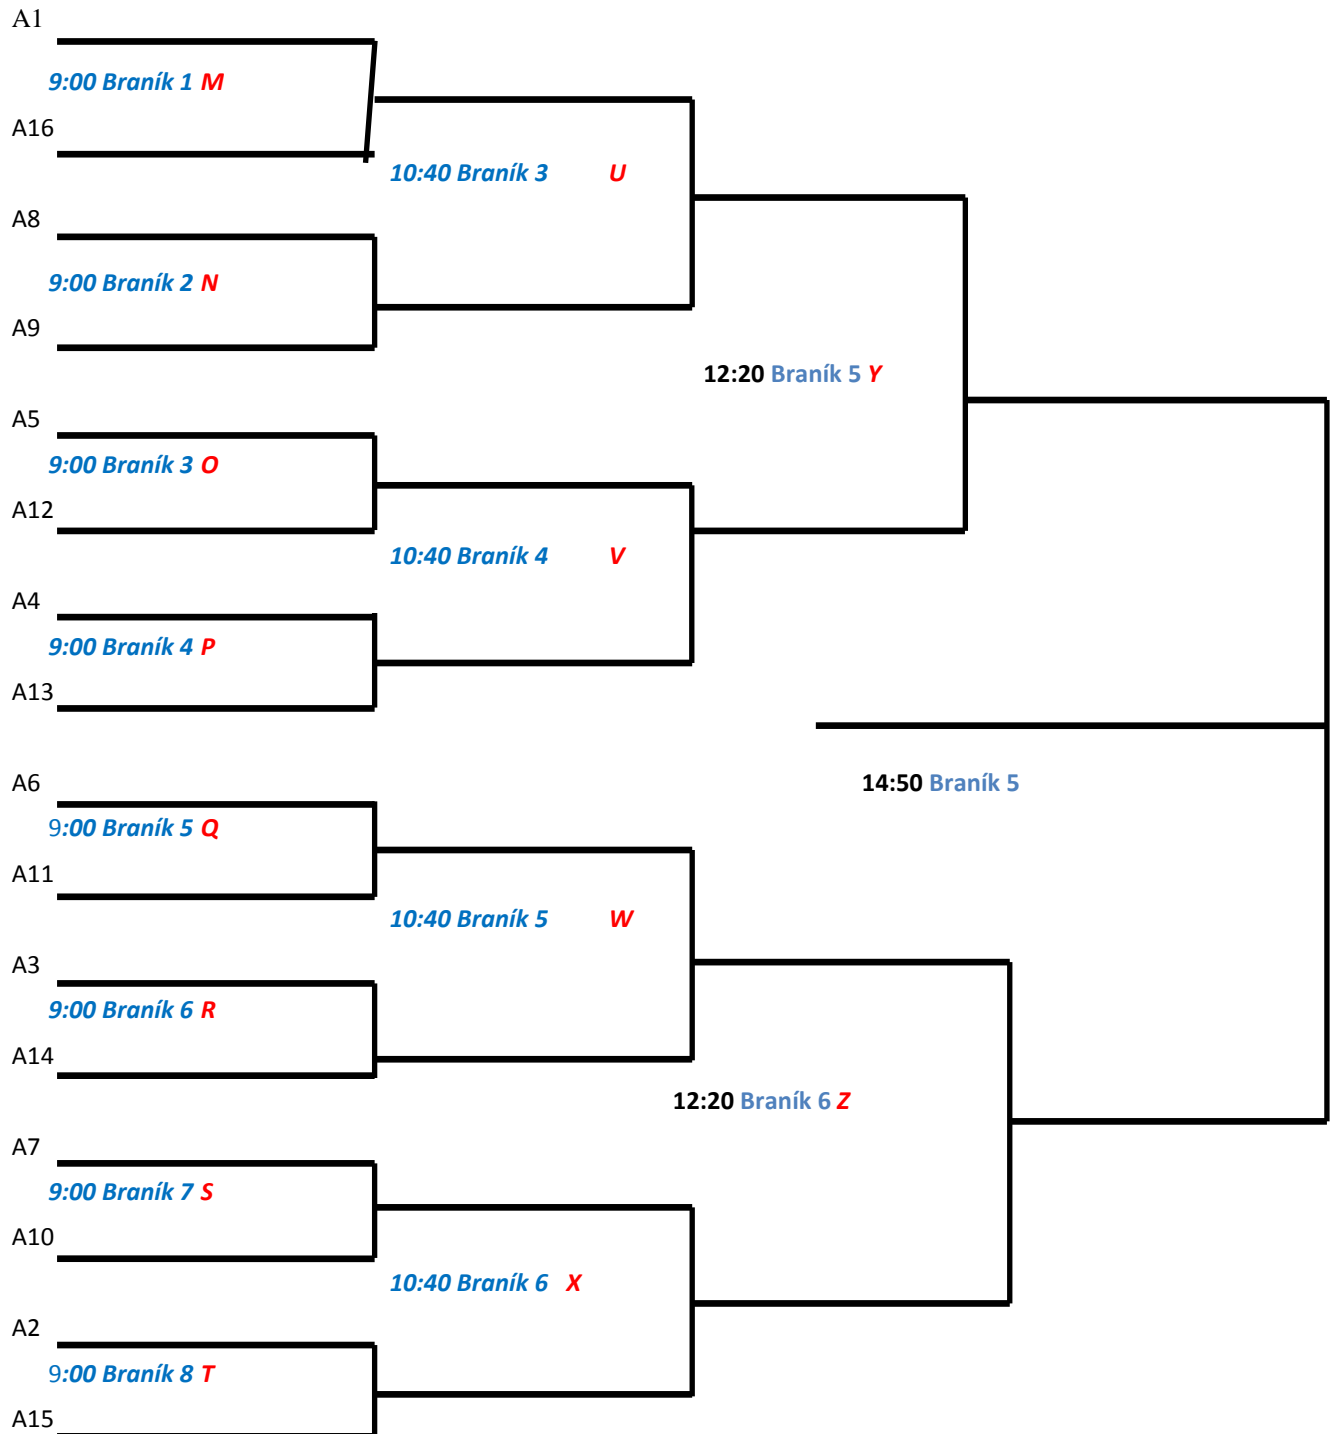 A1
9:00 Braník 1 M
A16
10:40 Braník 3 U
A8
9:00 Braník 2 N
A9
12:20 Braník 5 Y
A5
9:00 Braník 3 O
A12
10:40 Braník 4 V
A4
9:00 Braník 4 P
A13
14:50 Braník 5
A6
9:00 Braník 5 Q
A11
10:40 Braník 5 W
A3
9:00 Braník 6 R
A14
12:20 Braník 6 Z
A7
9:00 Braník 7 S
A10
10:40 Braník 6 X
A2
9:00 Braník 8 T
A15